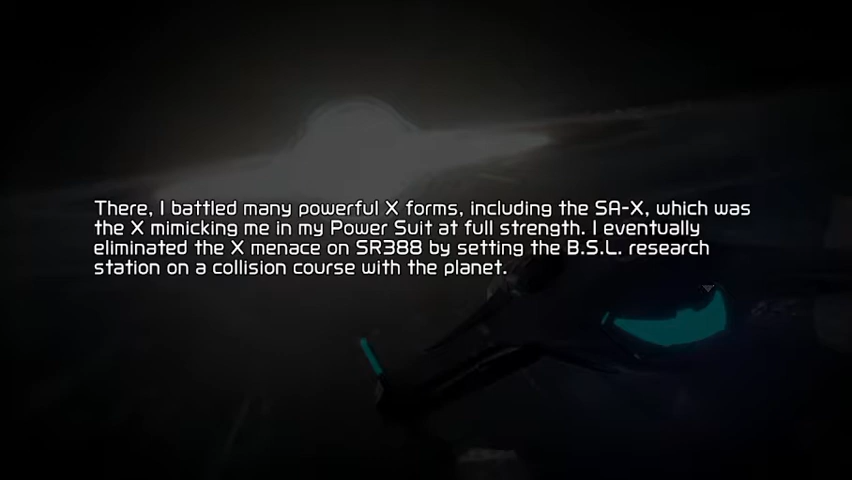 There, I battled many powerful X forms, including the SA-X, which was
the X mimicking me in my Power Suit at full strength. I eventually
eliminated the X menace on SR388 by setting the B.S.L. research
station on a collision course with the planet.